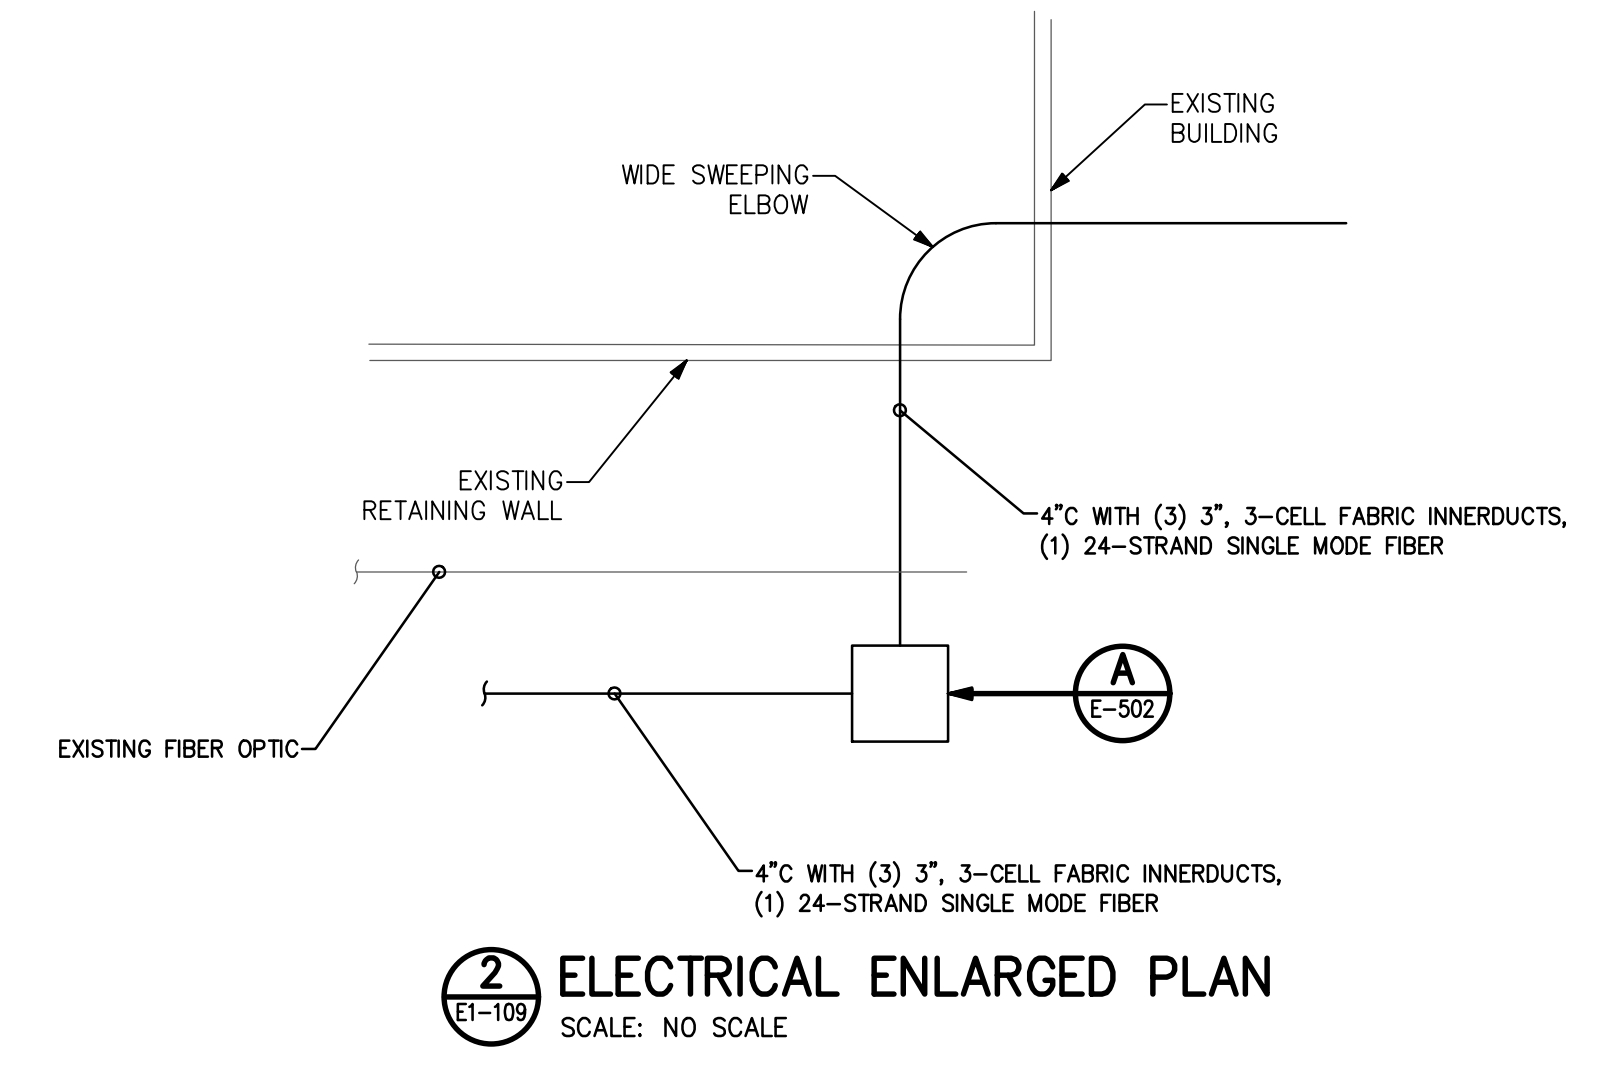 EXISTING
BUILDING
WIDE SWEEPING
ELBOW
EXISTING
RETAINING WALL
4"C WITH (3) 3", 3-CELL FABRIC INNERDUCTS,
(1) 24-STRAND SINGLE MODE FIBER
A
E-502
EXISTING FIBER OPTIC
4"C WITH (3) 3", 3-CELL FABRIC INNERDUCTS,
(1) 24-STRAND SINGLE MODE FIBER
2
E1-109
ELECTRICAL ENLARGED PLAN
SCALE: NO SCALE